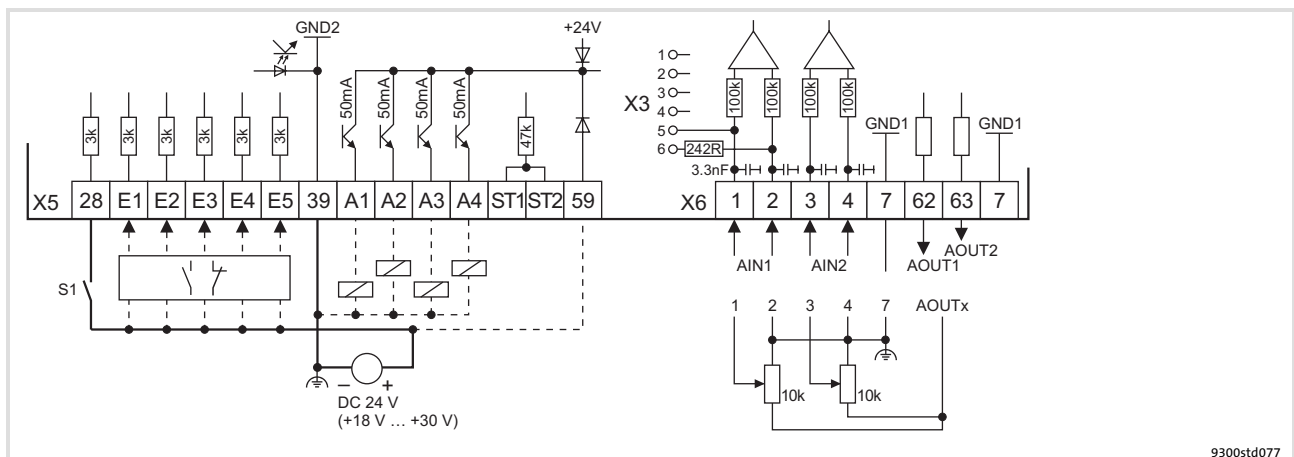 GND2
+24V
50mA
50mA
50mA
50mA
3k
3k
3k
3k
3k
3k
47k
X5
28
E1
E2
E3
E4
E5
39
A1
A2
A3
A4
ST1
ST2
59
S1
– +
DC 24 V
(+18 V … +30 V)
X3
1
2
3
4
5
6
242R
100k
100k
100k
100k
3.3nF
GND1
GND1
X6
1
2
3
4
7
62
63
7
AIN1
AIN2
AOUT1
AOUT2
1
2
3
4
7
AOUTx
10k
10k
9300std077